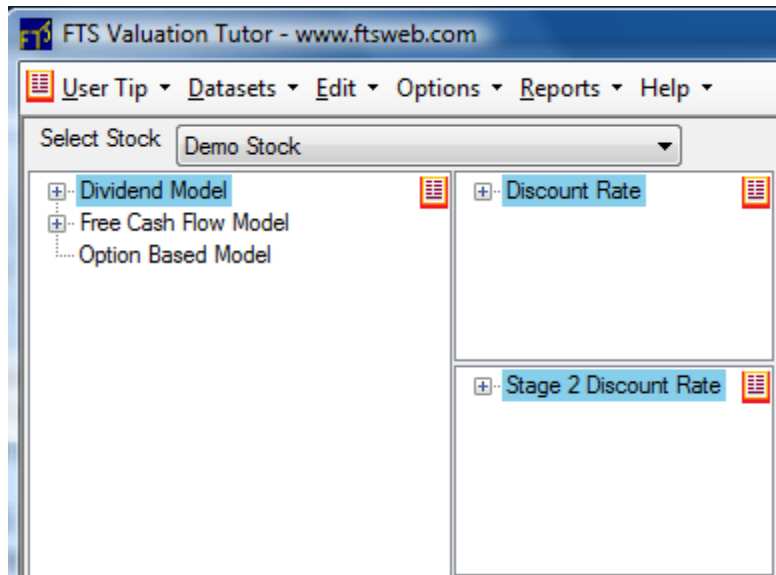 FTS FTS Valuation Tutor - www.ftsweb.com
User Tip Datasets Edit Options Reports Help
Select Stock Demo Stock
Dividend Model
Free Cash Flow Model
Option Based Model
Discount Rate
Stage 2 Discount Rate